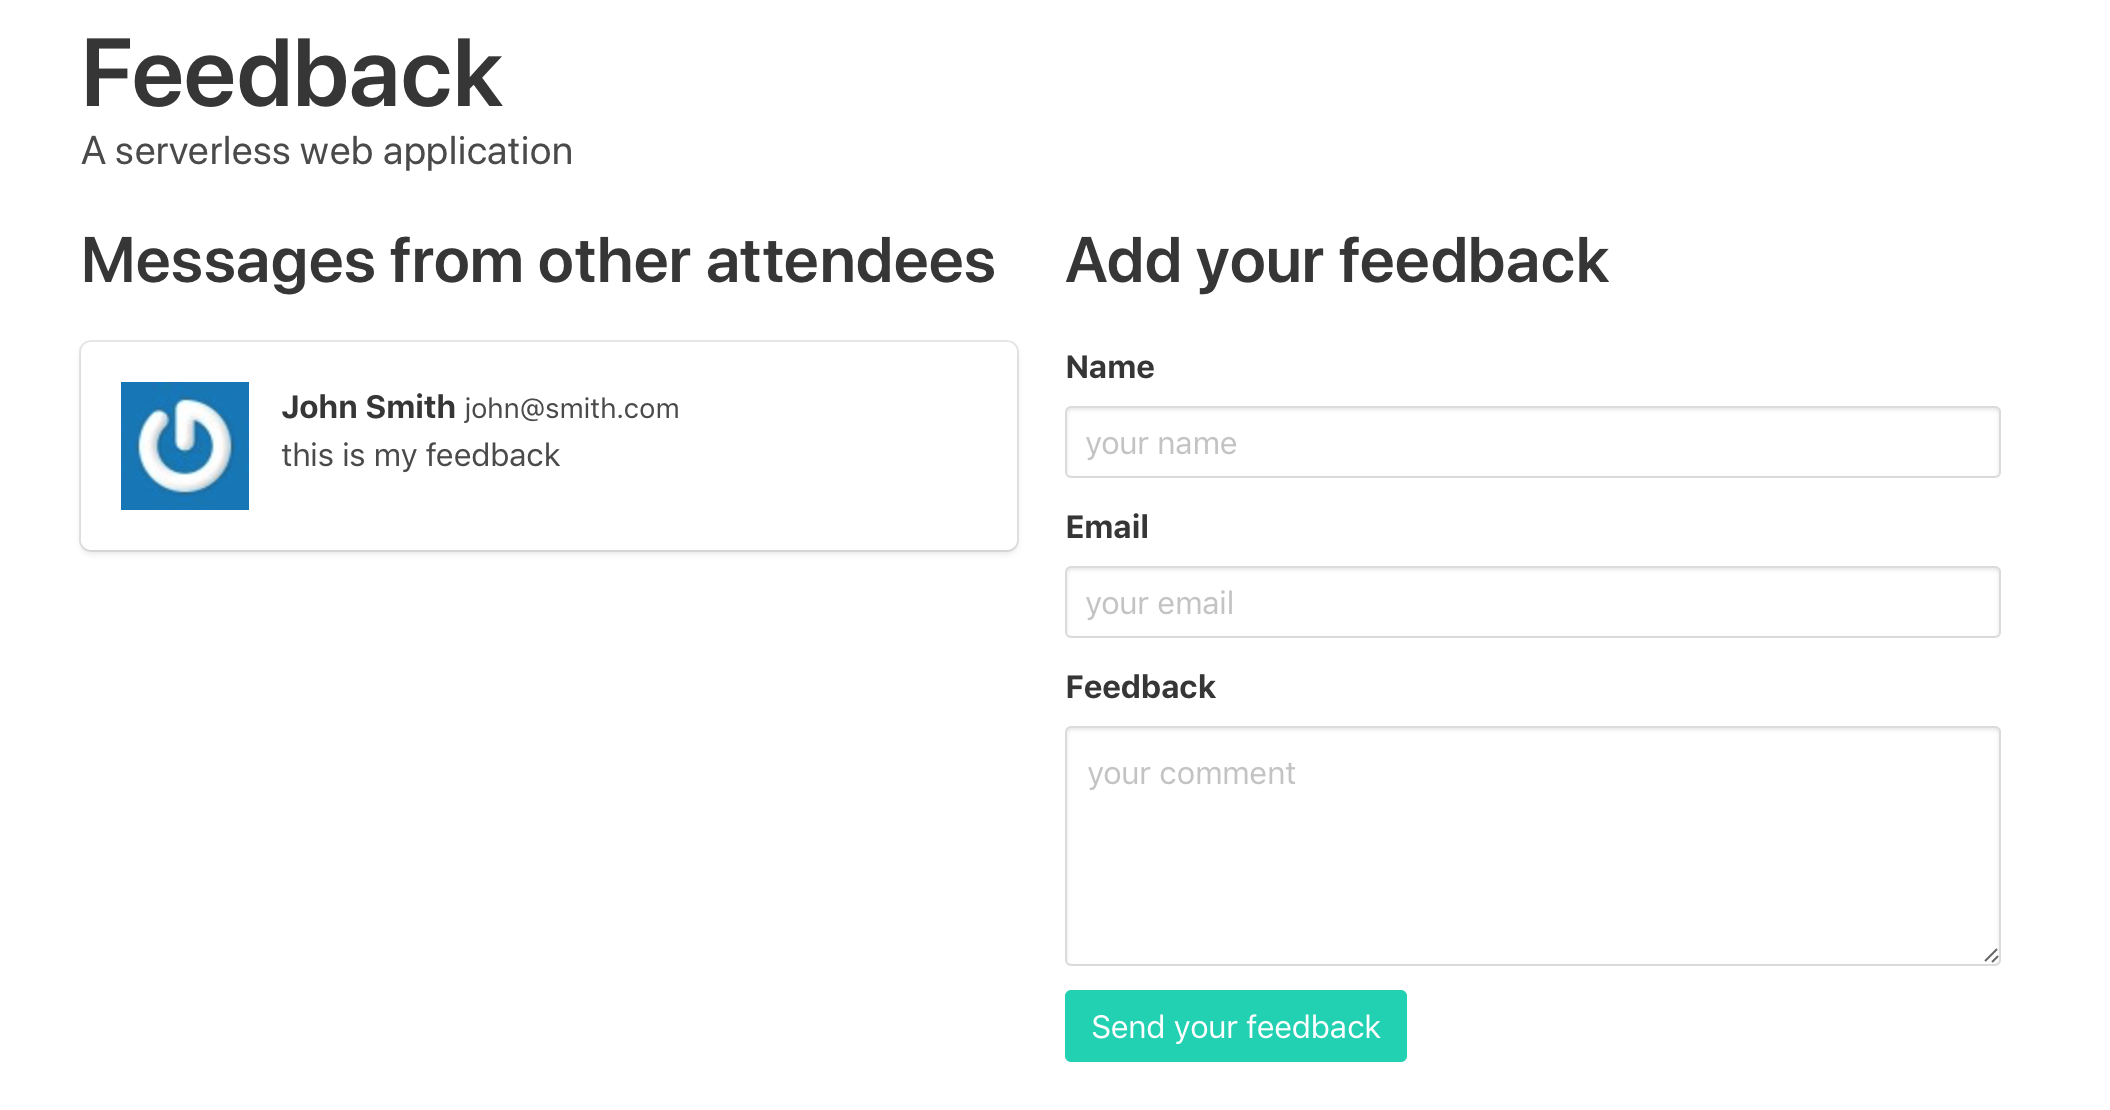 Feedback
A serverless web application
Messages from other attendees
John Smith john@smith.com
this is my feedback
Add your feedback
Name
your name
Email
your email
Feedback
your comment
Send your feedback